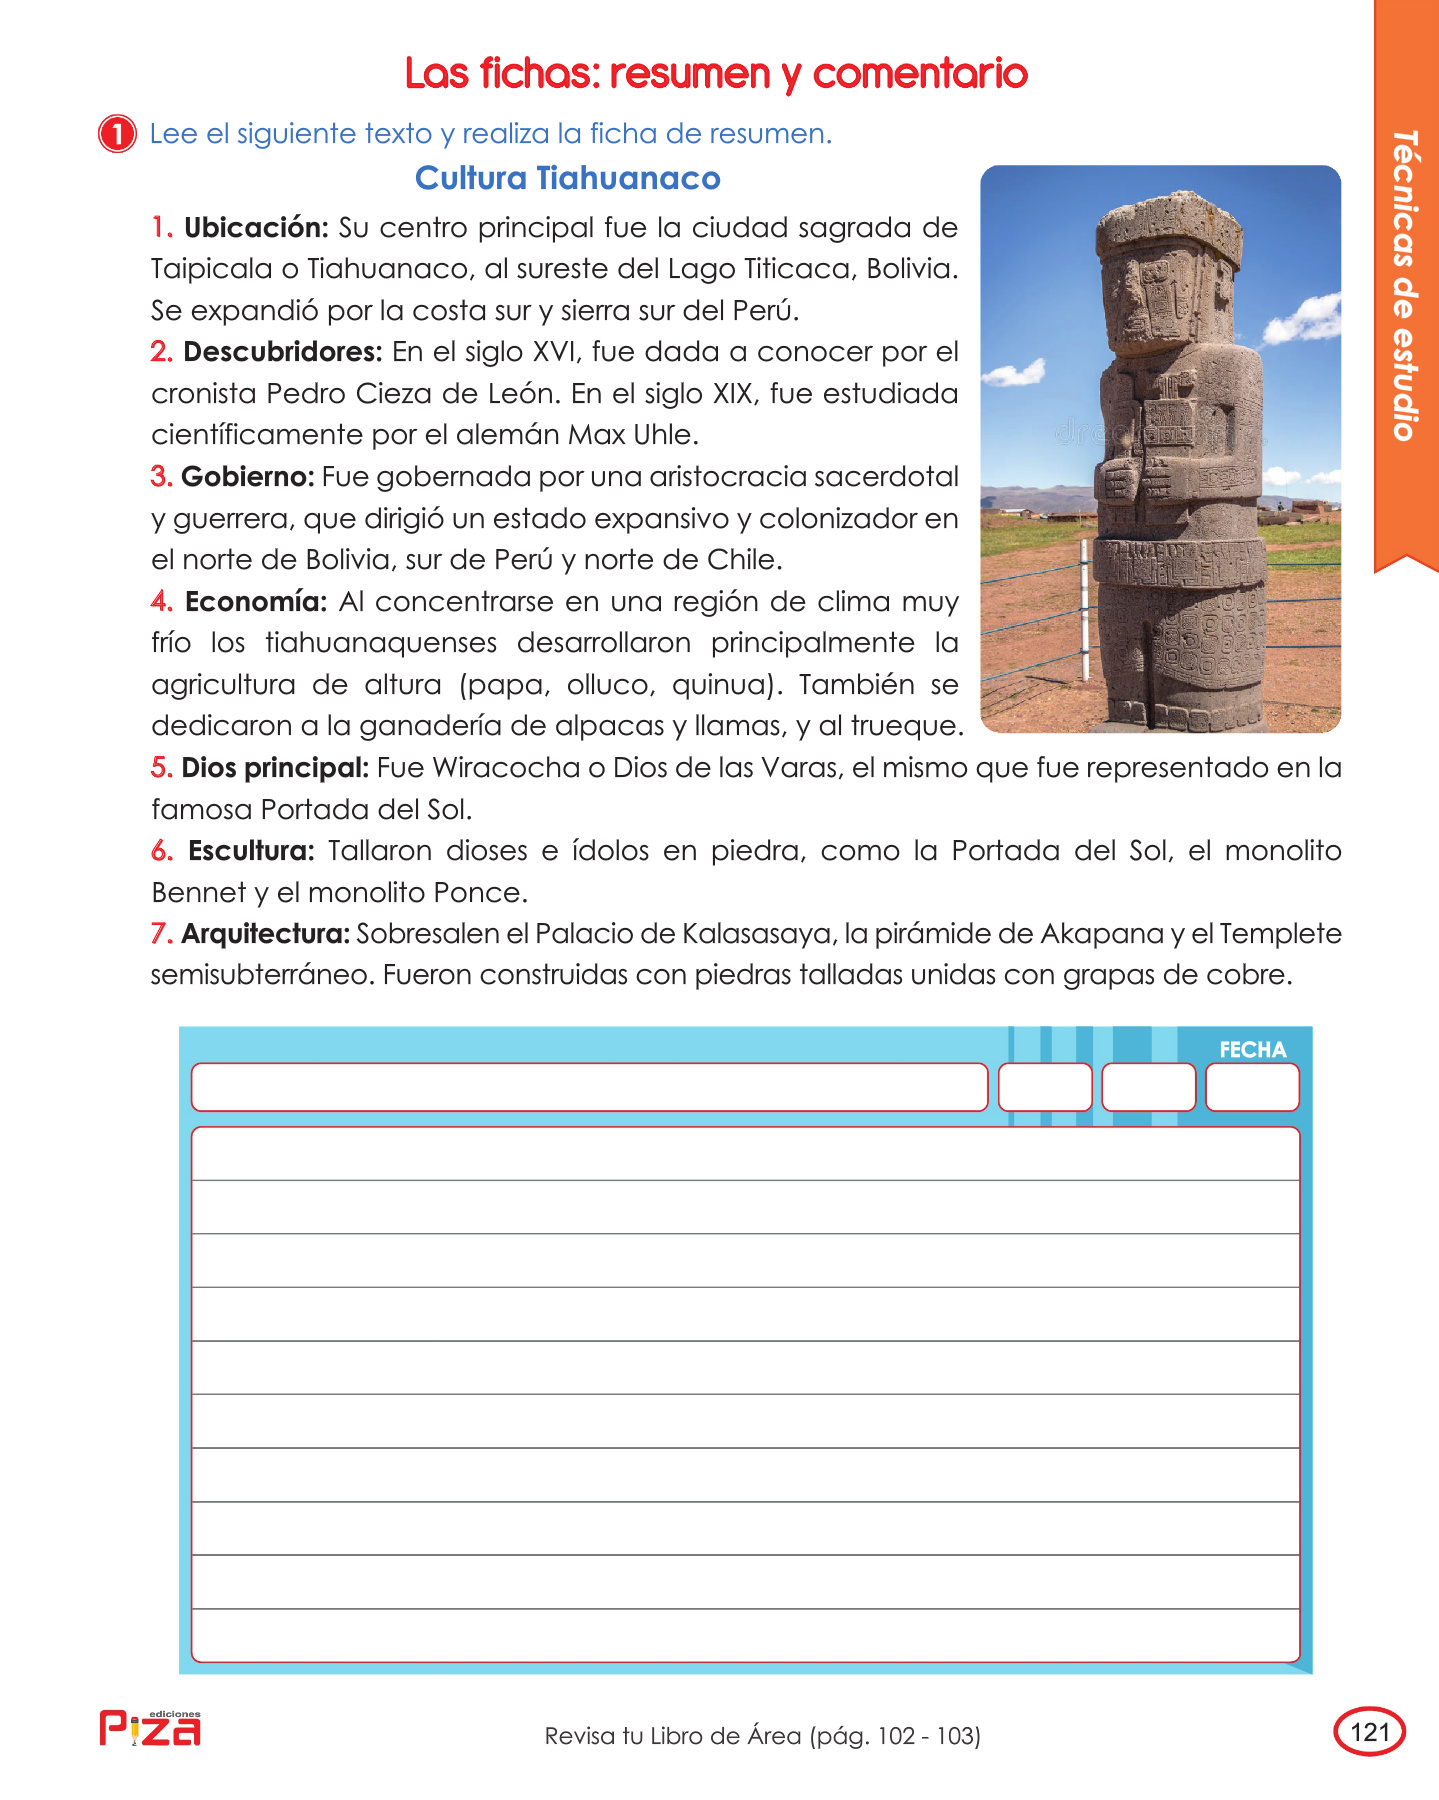 Las fichas: resumen y comentario
1 Lee el siguiente texto y realiza la ficha de resumen.
Cultura Tiahuanaco
1. Ubicación: Su centro principal fue la ciudad sagrada de
Taipicala o Tiahuanaco, al sureste del Lago Titicaca, Bolivia.
Se expandió por la costa sur y sierra sur del Perú.
2. Descubridores: En el siglo XVI, fue dada a conocer por el
cronista Pedro Cieza de León. En el siglo XIX, fue estudiada
científicamente por el alemán Max Uhle.
3. Gobierno: Fue gobernada por una aristocracia sacerdotal
y guerrera, que dirigió un estado expansivo y colonizador en
el norte de Bolivia, sur de Perú y norte de Chile.
4. Economía: Al concentrarse en una región de clima muy
frío los tiahuanaquenses desarrollaron principalmente la
agricultura de altura (papa, olluco, quinua). También se
dedicaron a la ganadería de alpacas y llamas, y al trueque.
5. Dios principal: Fue Wiracocha o Dios de las Varas, el mismo que fue representado en la
famosa Portada del Sol.
6. Escultura: Tallaron dioses e ídolos en piedra, como la Portada del Sol, el monolito
Bennet y el monolito Ponce.
7. Arquitectura: Sobresalen el Palacio de Kalasasaya, la pirámide de Akapana y el Templete
semisubterráneo. Fueron construidas con piedras talladas unidas con grapas de cobre.
Técnicas de estudio
FECHA
ediciones
Piza
Revisa tu Libro de Área (pág. 102 - 103)
121